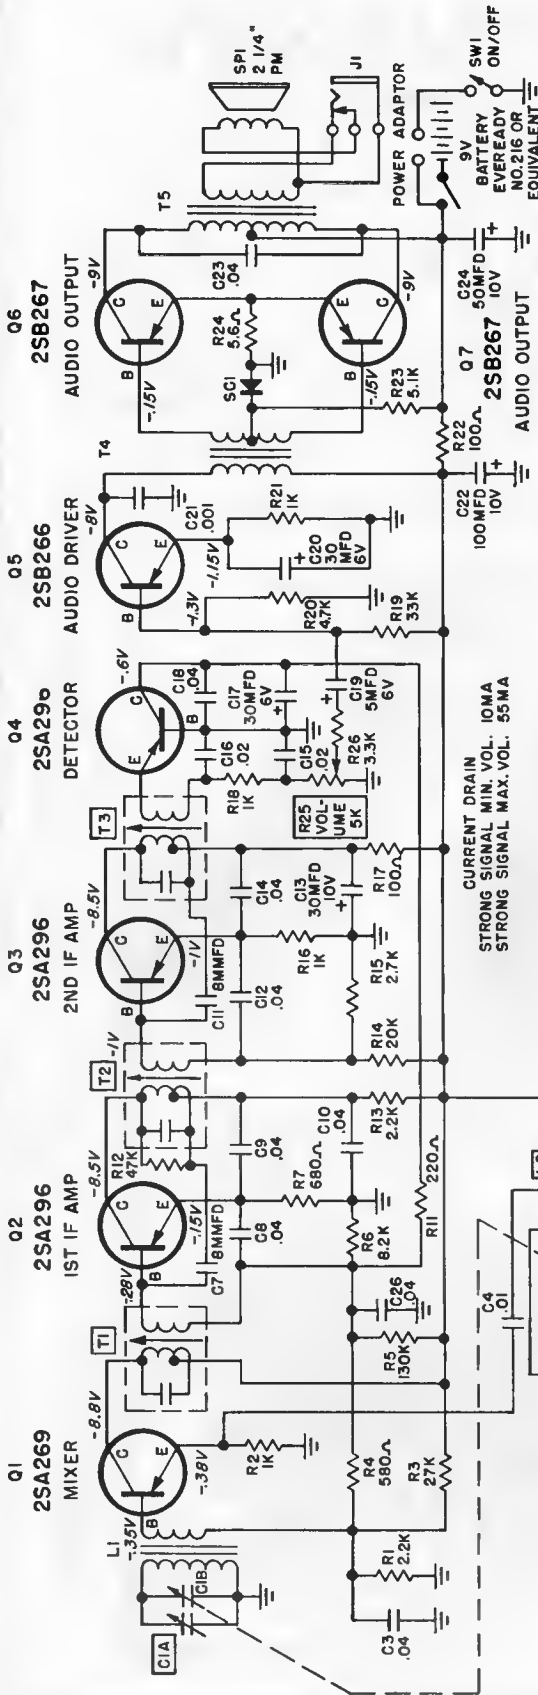 Q1
2SA269
MIXER
Q2
2SA296
1ST IF AMP
Q3
2SA296
2ND IF AMP
Q4
2SA296
DETECTOR
Q5
2SB266
AUDIO DRIVER
Q6
2SB267
AUDIO OUTPUT
C1A
C1B
L1
-.35V
B
C
E
-8.8V
-.38V
R2
1K
C3
.04
R1
2.2K
R4
580Ω
R3
27K
R5
130K
C26
.04
T1
-.28V
B
C
E
-8.5V
-.15V
C7
8MMFD
R12
47K
C8
.04
C9
.04
R7
680Ω
R6
8.2K
C10
.04
R13
2.2K
R11
220Ω
C4
.01
T2
-1V
B
C
E
-8.5V
-1V
C11
8MMFD
C12
.04
C14
.04
R16
1K
C13
30MFD
10V
R15
2.7K
R14
20K
R17
100Ω
T3
C
E
B
-.6V
C18
.04
C16
.02
C17
30MFD
6V
R18
1K
C15
.02
R25
VOL-
UME
5K
R26
3.3K
C19
5MFD
6V
-1.3V
B
C
E
-8V
-1.15V
C21
.001
R20
4.7K
C20
30
MFD
6V
R21
1K
R19
33K
T4
C22
100MFD
10V
R22
100Ω
-.15V
B
C
E
-9V
SC1
R24
5.6Ω
C23
.04
R23
5.1K
-.15V
B
C
E
-9V
Q7
2SB267
AUDIO OUTPUT
T5
C24
50MFD
10V
SP1
2 1/4"
PM
J1
POWER ADAPTOR
9V
BATTERY
EVEREADY
NO.216 OR
EQUIVALENT
SW1
ON/OFF
CURRENT DRAIN
STRONG SIGNAL MIN. VOL. 10MA
STRONG SIGNAL MAX. VOL. 55MA